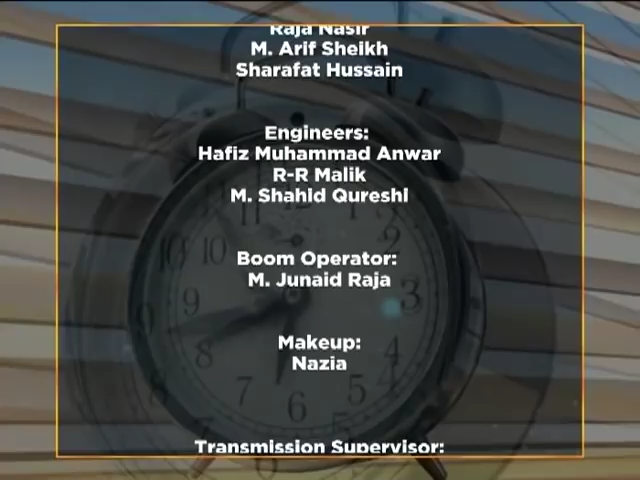 Raja Nasir
M. Arif Sheikh
Sharafat Hussain
Engineers:
Hafiz Muhammad Anwar
R-R Malik
M. Shahid QureshI
Boom Operator:
M. Junaid Raja
Makeup:
Nazia
Transmission Supervisor: